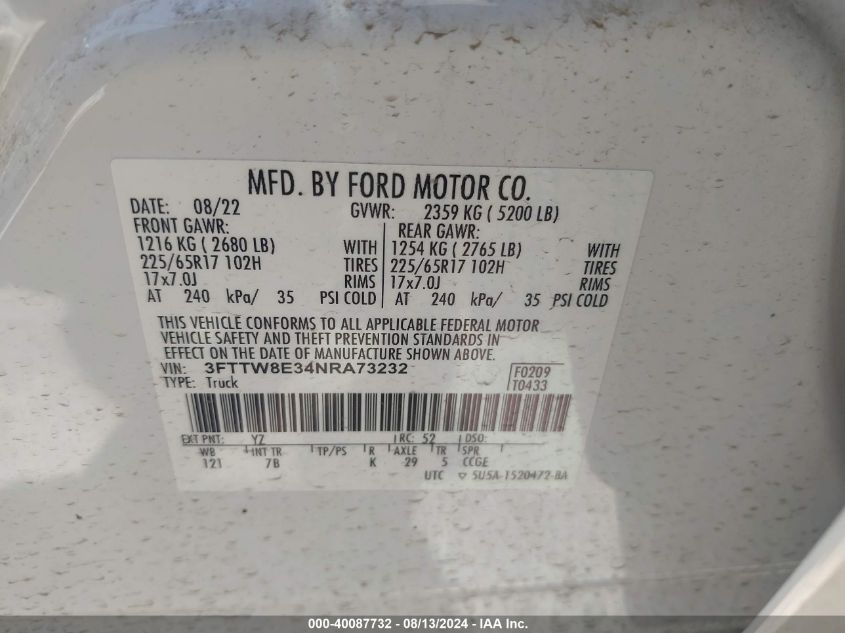 MFD. BY FORD MOTOR CO.
DATE: 08/22 GVWR: 2359 KG ( 5200 LB)
FRONT GAWR: REAR GAWR:
1216 KG ( 2680 LB) WITH 1254 KG ( 2765 LB) WITH
225/65R17 102H TIRES 225/65R17 102H TIRES
17x7.0J RIMS 17x7.0J RIMS
AT 240 kPa/ 35 PSI COLD AT 240 kPa/ 35 PSI COLD
THIS VEHICLE CONFORMS TO ALL APPLICABLE FEDERAL MOTOR
VEHICLE SAFETY AND THEFT PREVENTION STANDARDS IN
EFFECT ON THE DATE OF MANUFACTURE SHOWN ABOVE.
VIN: 3FTTW8E34NRA73232 F0209
TYPE: Truck T0433
EXT PNT: YZ RC: 52 DSO:
WB INT TR TP/PS R AXLE TR SPR
121 7B K 29 5 CCGE
UTC ▽ 5U5A-1520472-BA
000-40087732 - 08/13/2024 - IAA Inc.